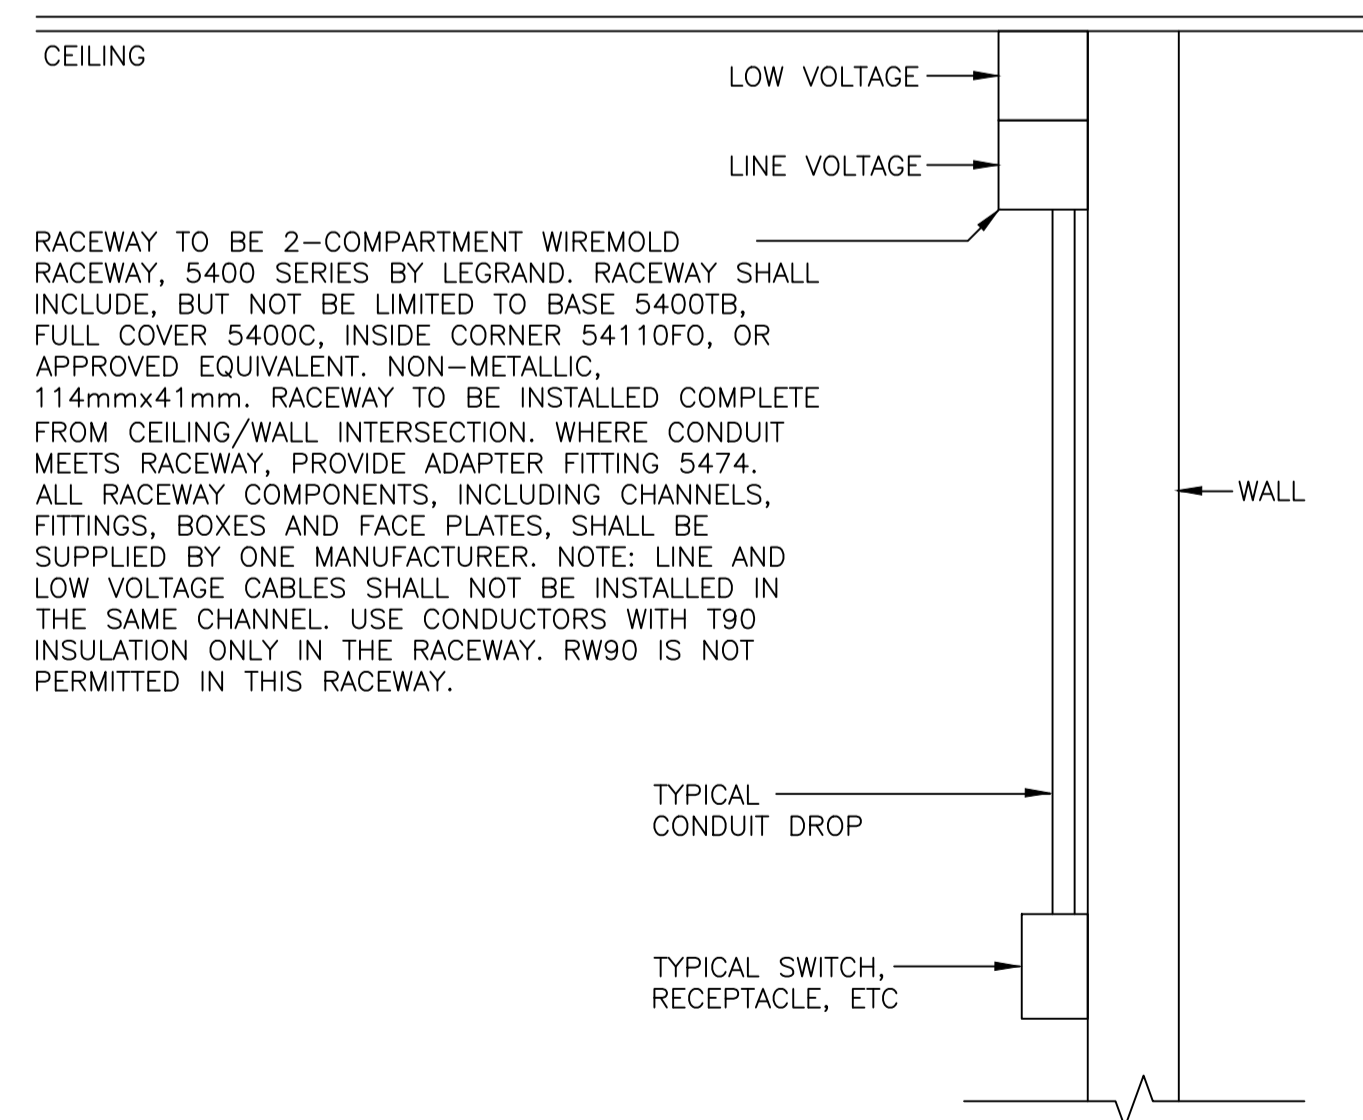 CEILING
LOW VOLTAGE
LINE VOLTAGE
RACEWAY TO BE 2-COMPARTMENT WIREMOLD
RACEWAY, 5400 SERIES BY LEGRAND. RACEWAY SHALL
INCLUDE, BUT NOT BE LIMITED TO BASE 5400TB,
FULL COVER 5400C, INSIDE CORNER 54110FO, OR
APPROVED EQUIVALENT. NON-METALLIC,
114mmx41mm. RACEWAY TO BE INSTALLED COMPLETE
FROM CEILING/WALL INTERSECTION. WHERE CONDUIT
MEETS RACEWAY, PROVIDE ADAPTER FITTING 5474.
ALL RACEWAY COMPONENTS, INCLUDING CHANNELS,
FITTINGS, BOXES AND FACE PLATES, SHALL BE
SUPPLIED BY ONE MANUFACTURER. NOTE: LINE AND
LOW VOLTAGE CABLES SHALL NOT BE INSTALLED IN
THE SAME CHANNEL. USE CONDUCTORS WITH T90
INSULATION ONLY IN THE RACEWAY. RW90 IS NOT
PERMITTED IN THIS RACEWAY.
WALL
TYPICAL
CONDUIT DROP
TYPICAL SWITCH,
RECEPTACLE, ETC